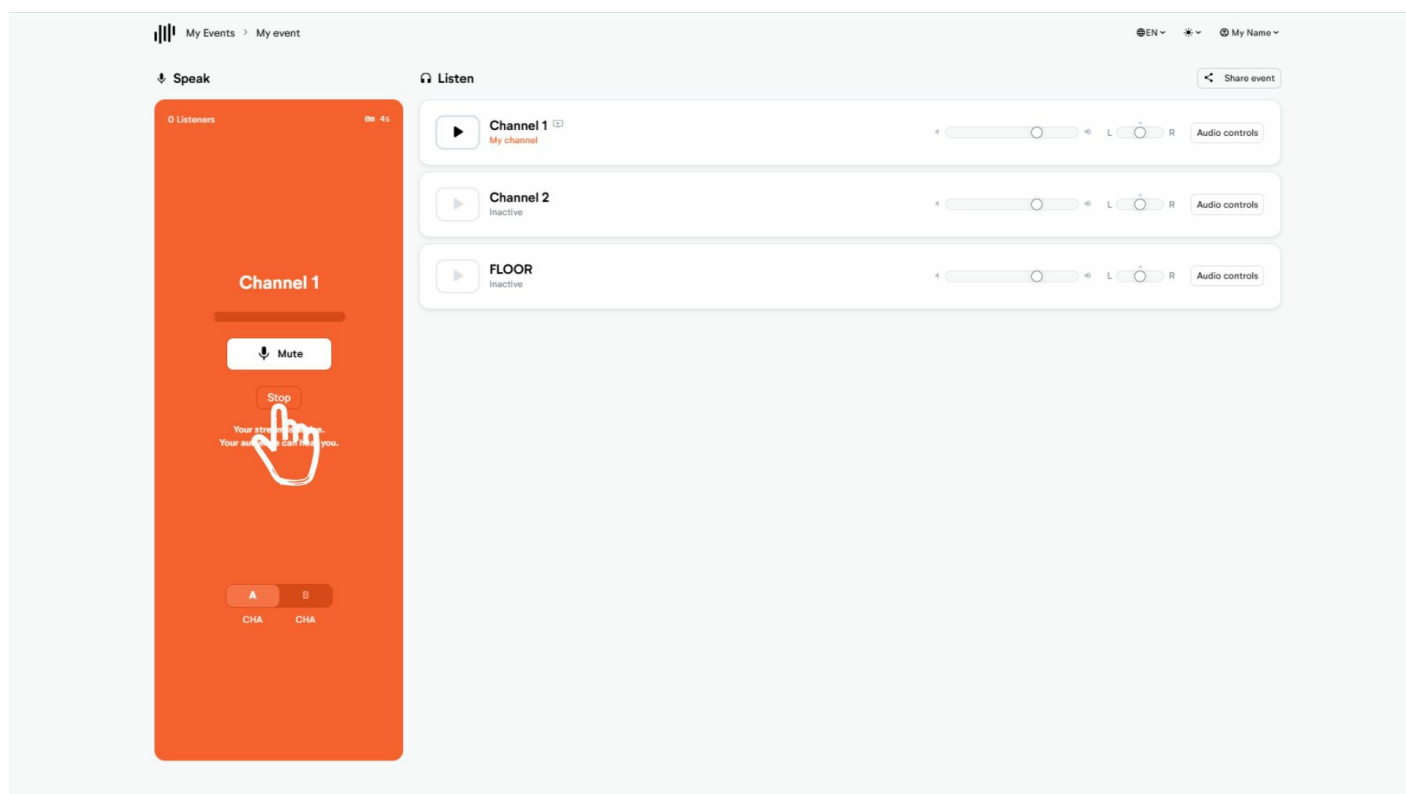 My Events > My event
EN
My Name
Speak
Listen
Share event
0 Listeners
0m 4s
Channel 1
Mute
Stop
Your
Your can you.
A B
CHA CHA
Channel 1
My channel
L R
Audio controls
Channel 2
Inactive
L R
Audio controls
FLOOR
Inactive
L R
Audio controls